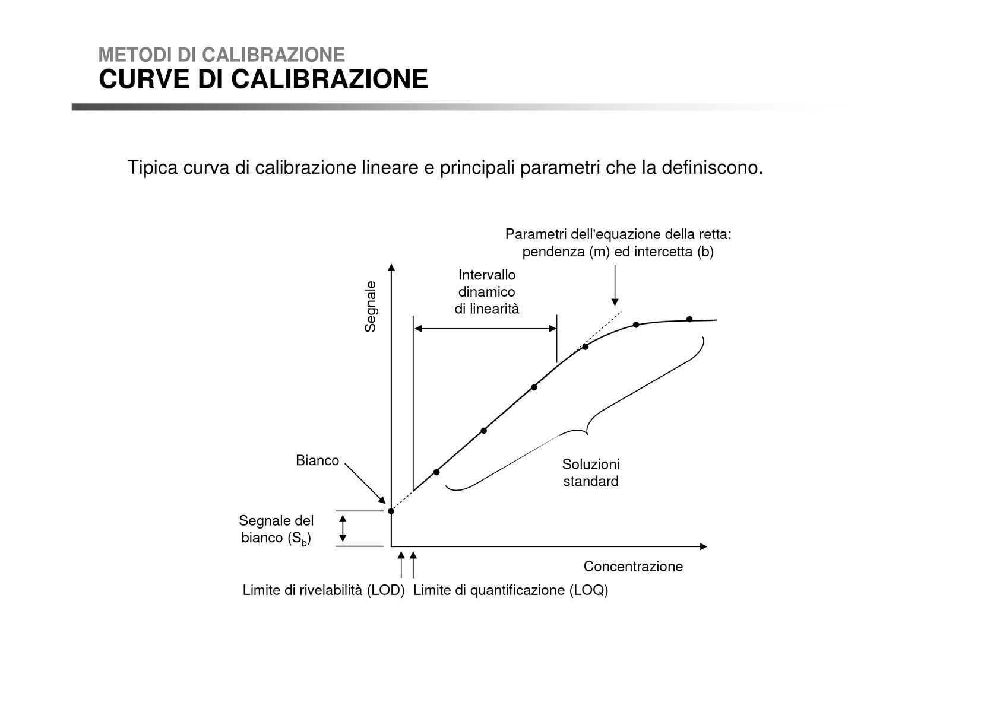 METODI DI CALIBRAZIONE
CURVE DI CALIBRAZIONE
Tipica curva di calibrazione lineare e principali parametri che la definiscono.
Parametri dell'equazione della retta:
pendenza (m) ed intercetta (b)
Intervallo
dinamico
di linearità
Segnale
Bianco
Soluzioni
standard
Segnale del
bianco (Sb)
Concentrazione
Limite di rivelabilità (LOD)
Limite di quantificazione (LOQ)